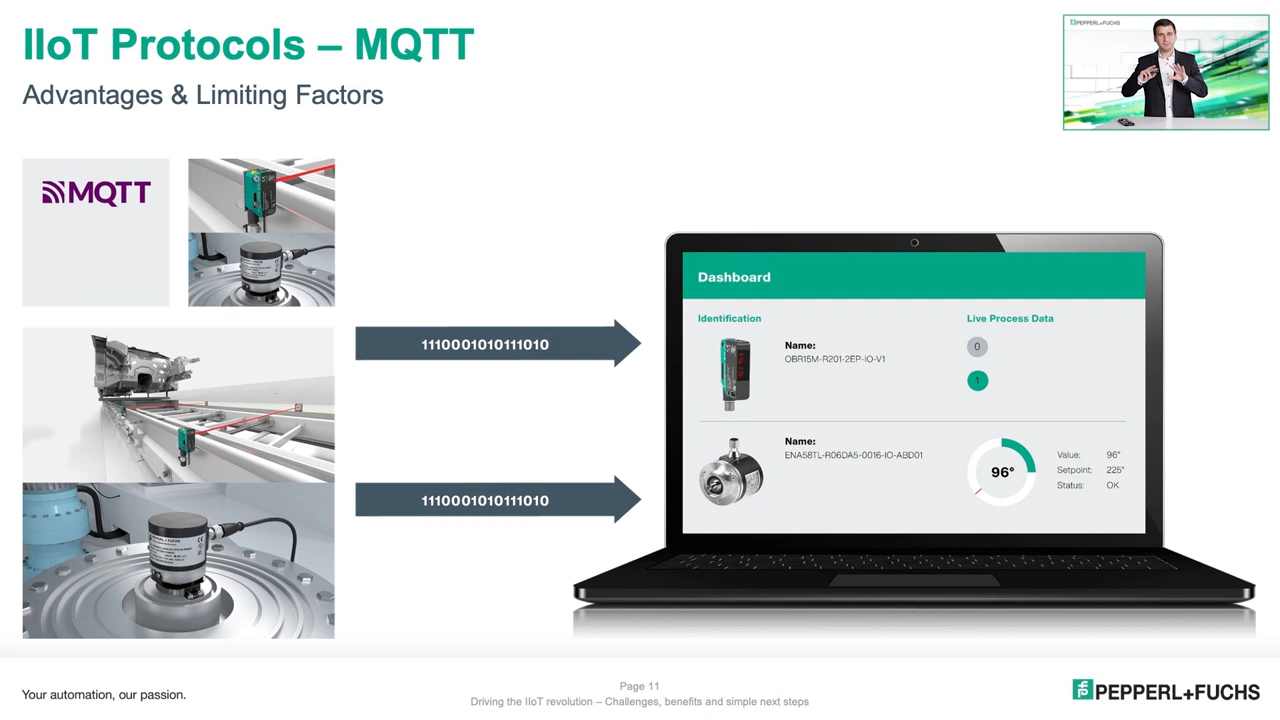 IIoT Protocols – MQTT
Advantages & Limiting Factors
PEPPERL+FUCHS
MQTT
1110001010111010
1110001010111010
Dashboard
Identification
Live Process Data
Name:
OBR15M-R201-2EP-IO-V1
0
1
Name:
ENA58TL-R06DA5-0016-IO-ABD01
96°
Value: 96°
Setpoint: 225°
Status: OK
Your automation, our passion.
Page 11
Driving the IIoT revolution – Challenges, benefits and simple next steps
PEPPERL+FUCHS